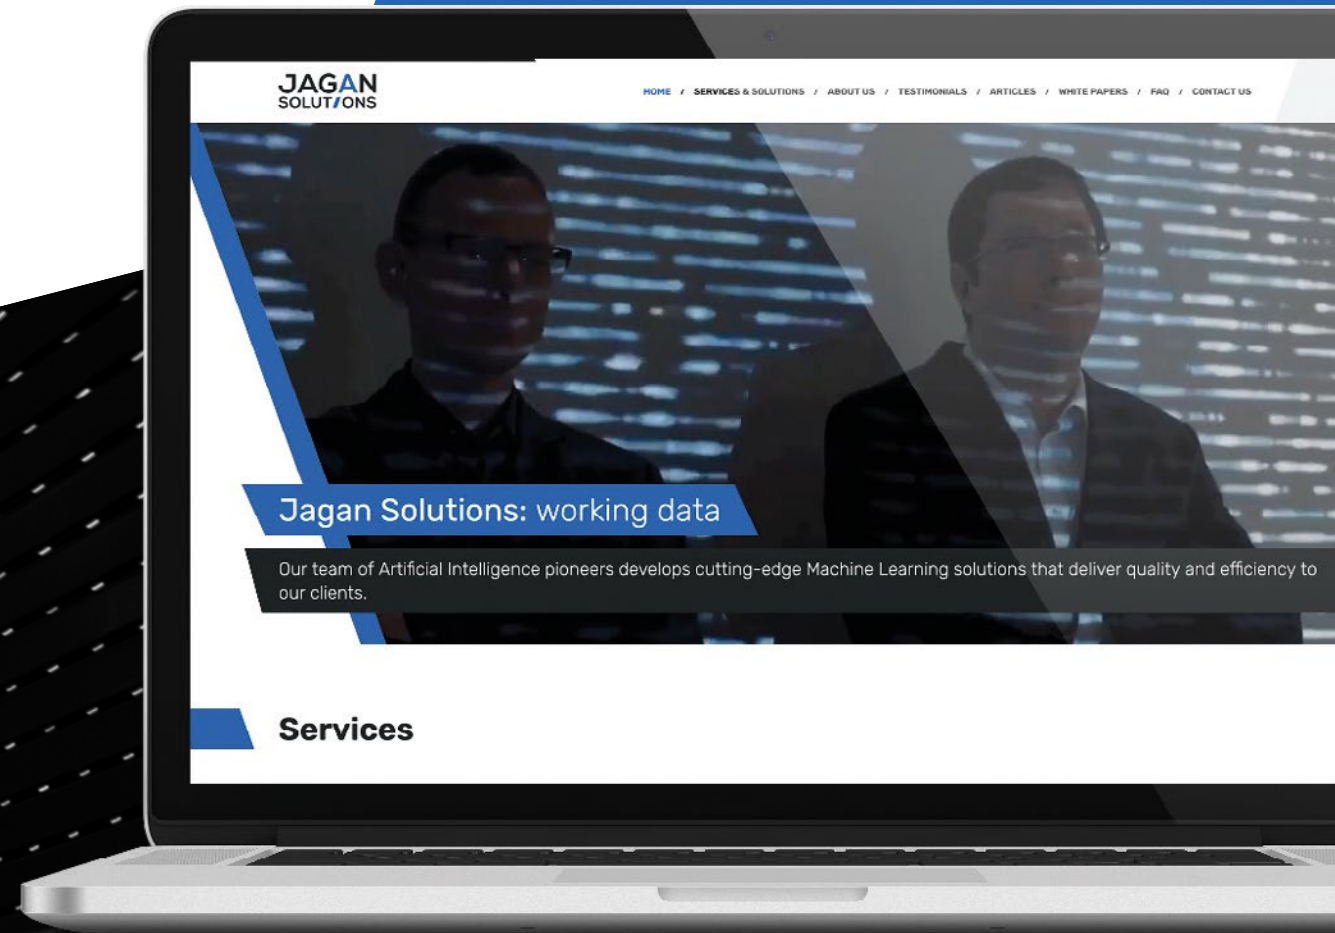 JAGAN
SOLUTIONS
HOME / SERVICES & SOLUTIONS / ABOUT US / TESTIMONIALS / ARTICLES / WHITE PAPERS / FAQ / CONTACT US
Jagan Solutions: working data
Our team of Artificial Intelligence pioneers develops cutting-edge Machine Learning solutions that deliver quality and efficiency to
our clients.
Services